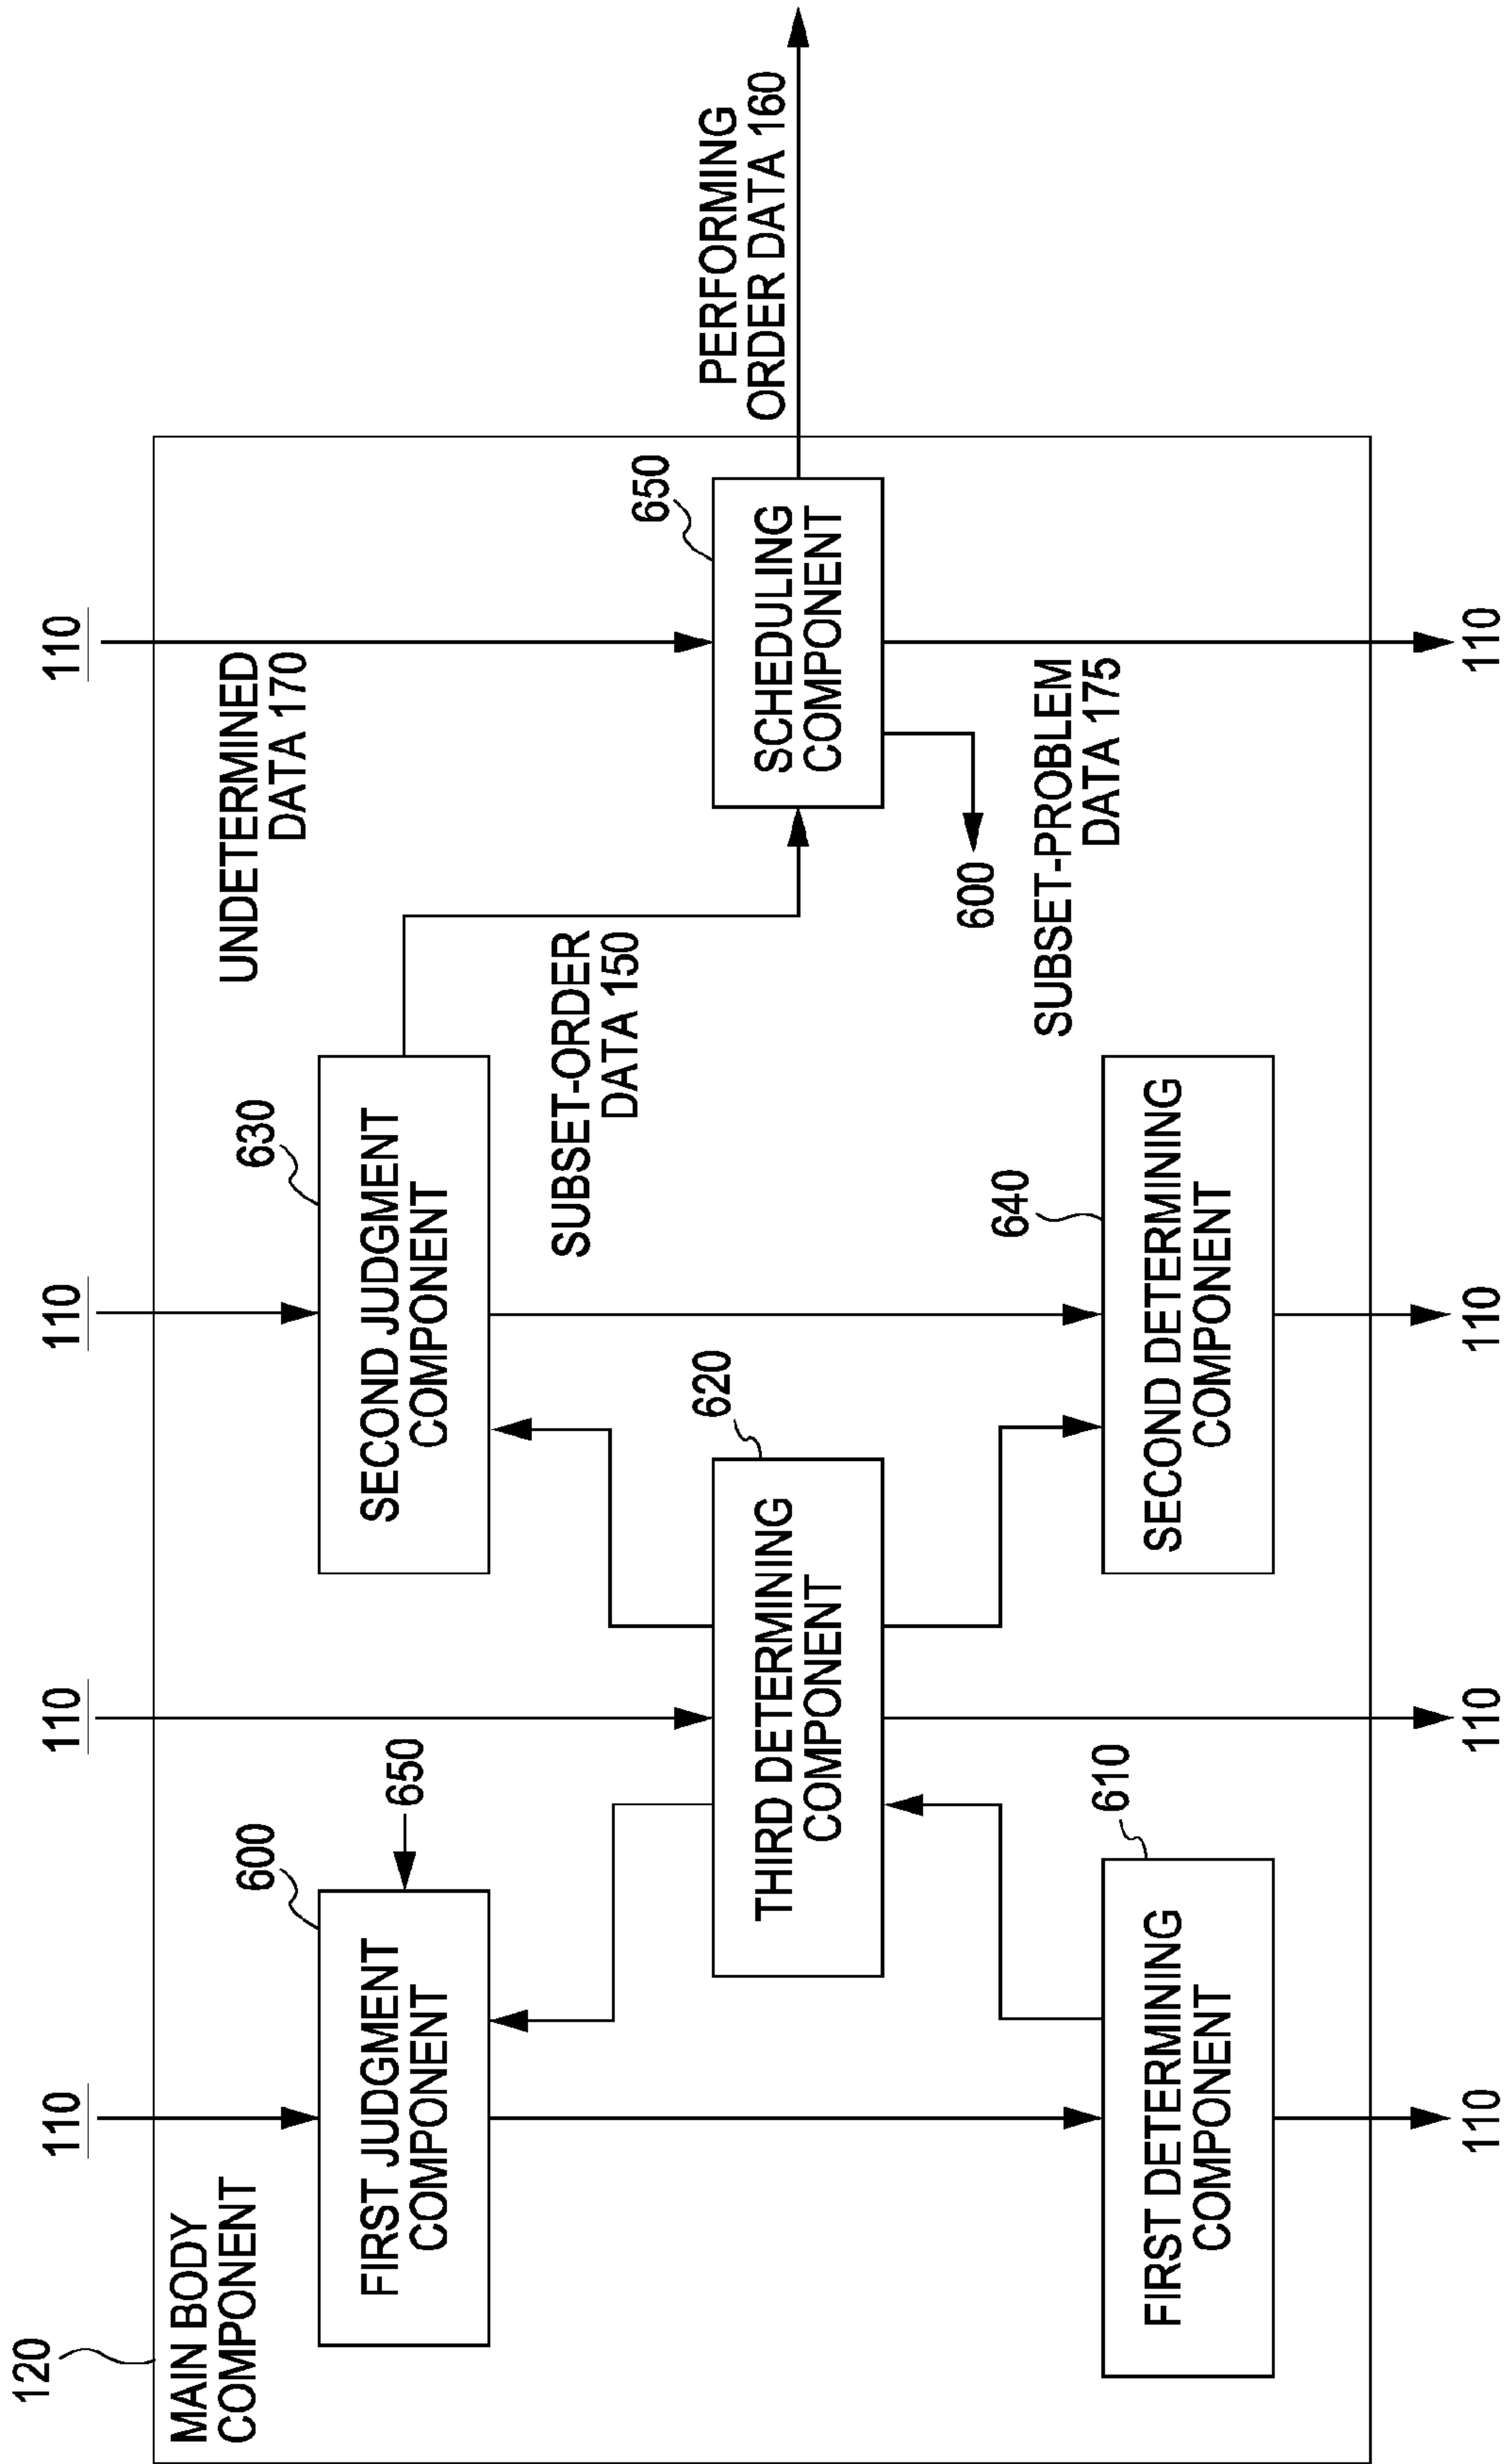 120
110
110
110
110
MAIN BODY
COMPONENT
UNDETERMINED
DATA 170
600
650
FIRST JUDGMENT
COMPONENT
630
SECOND JUDGMENT
COMPONENT
SUBSET-ORDER
DATA 150
620
THIRD DETERMINING
COMPONENT
650
SCHEDULING
COMPONENT
PERFORMING
ORDER DATA 160
600
SUBSET-PROBLEM
DATA 175
610
FIRST DETERMINING
COMPONENT
640
SECOND DETERMINING
COMPONENT
110
110
110
110